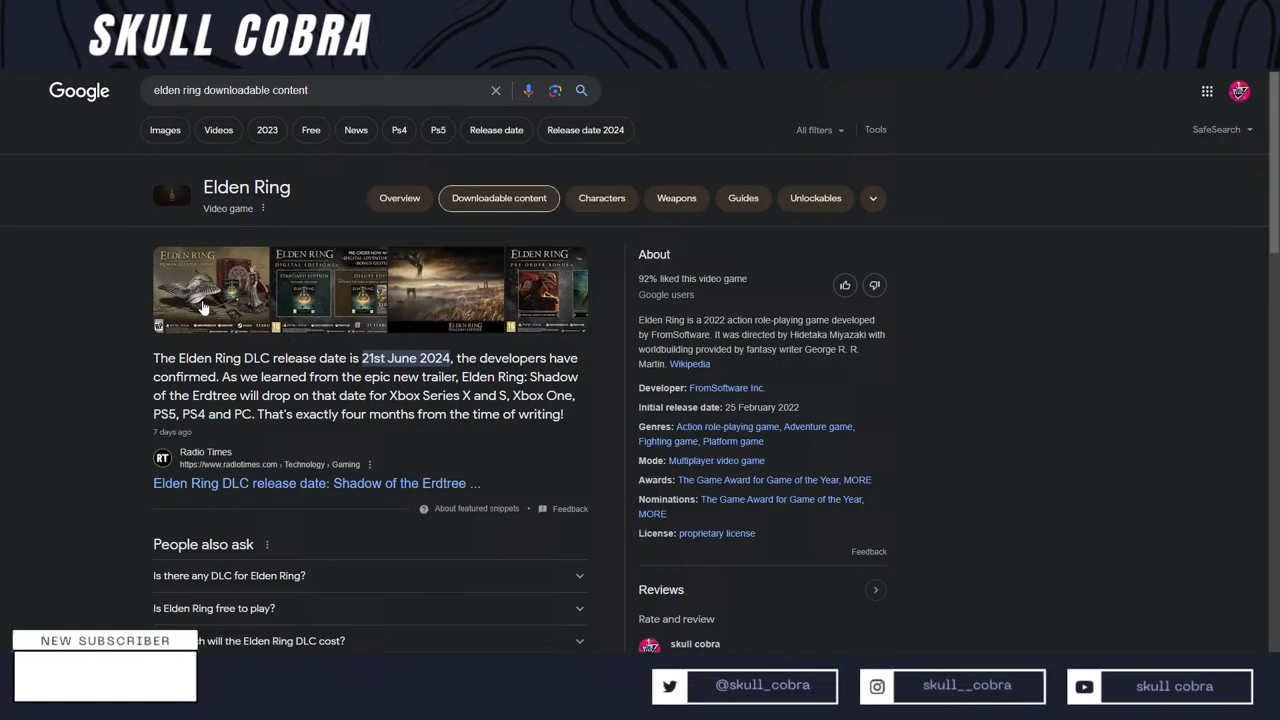 SKULL COBRA
Google
elden ring downloadable content
Images
Videos
2023
Free
News
Ps4
Ps5
Release date
Release date 2024
All filters
Tools
SafeSearch
Elden Ring
Video game
Overview
Downloadable content
Characters
Weapons
Guides
Unlockables
ELDEN RING
ELDEN RING
ELDEN RING
The Elden Ring DLC release date is 21st June 2024, the developers have
confirmed. As we learned from the epic new trailer, Elden Ring: Shadow
of the Erdtree will drop on that date for Xbox Series X and S, Xbox One,
PS5, PS4 and PC. That's exactly four months from the time of writing!
7 days ago
RT
Radio Times
https://www.radiotimes.com › Technology › Gaming
Elden Ring DLC release date: Shadow of the Erdtree ...
About featured snippets
Feedback
People also ask
Is there any DLC for Elden Ring?
Is Elden Ring free to play?
ch will the Elden Ring DLC cost?
About
92% liked this video game
Google users
Elden Ring is a 2022 action role-playing game developed
by FromSoftware. It was directed by Hidetaka Miyazaki with
worldbuilding provided by fantasy writer George R. R.
Martin. Wikipedia
Developer: FromSoftware Inc.
Initial release date: 25 February 2022
Genres: Action role-playing game, Adventure game,
Fighting game, Platform game
Mode: Multiplayer video game
Awards: The Game Award for Game of the Year, MORE
Nominations: The Game Award for Game of the Year,
MORE
License: proprietary license
Feedback
Reviews
Rate and review
skull cobra
NEW SUBSCRIBER
@skull_cobra
skull__cobra
skull cobra